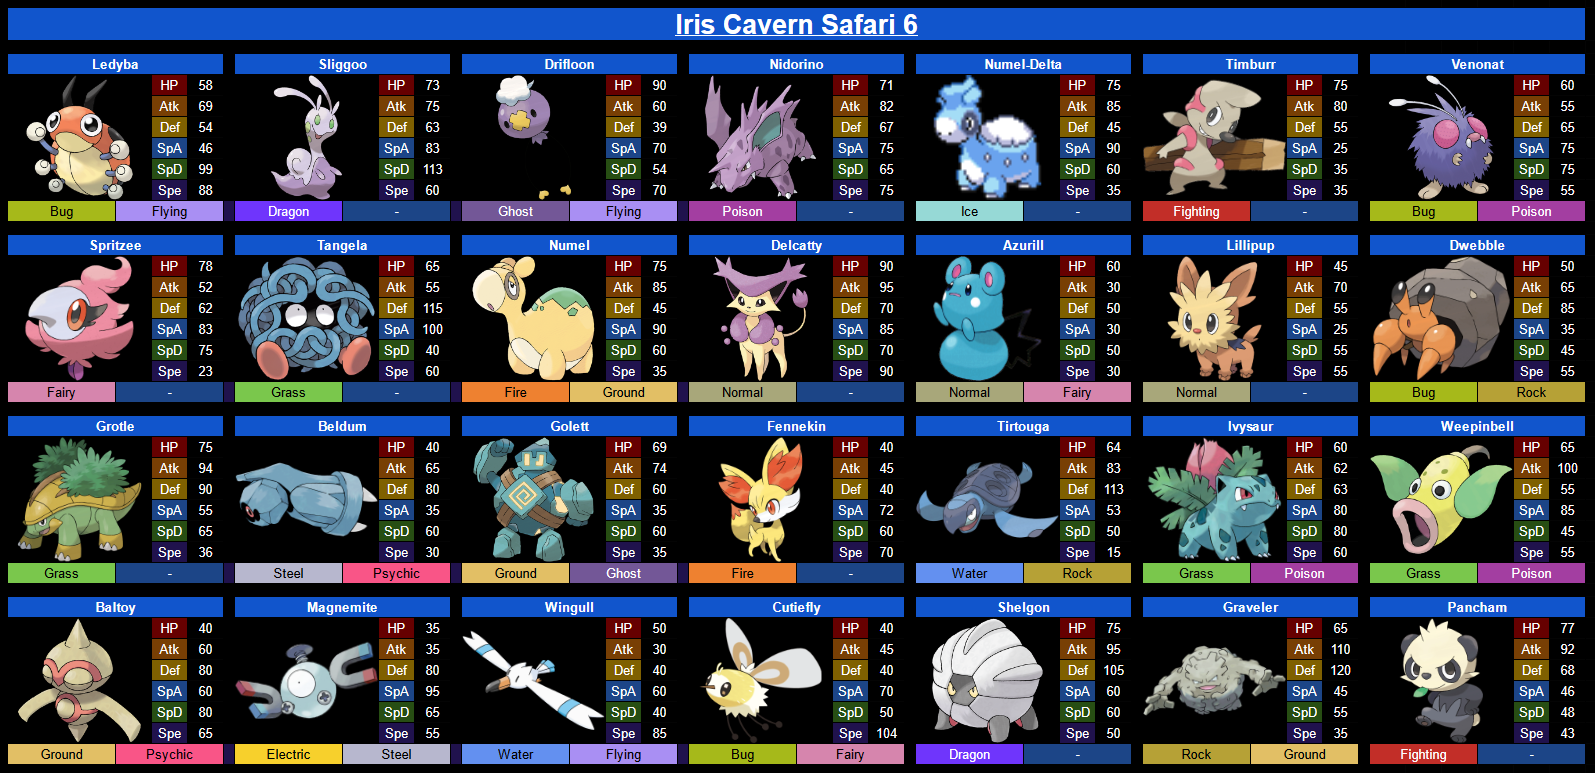 Iris Cavern Safari 6
Ledyba Sliggoo Drifloon Nidorino Numel-Delta Timburr Venonat
HP 58 HP 73 HP 90 HP 71 HP 75 HP 75 HP 60
Atk 69 Atk 75 Atk 60 Atk 82 Atk 85 Atk 80 Atk 55
Def 54 Def 63 Def 39 Def 67 Def 45 Def 55 Def 65
SpA 46 SpA 83 SpA 70 SpA 75 SpA 90 SpA 25 SpA 75
SpD 99 SpD 113 SpD 54 SpD 65 SpD 60 SpD 35 SpD 75
Spe 88 Spe 60 Spe 70 Spe 75 Spe 35 Spe 35 Spe 55
Bug Flying Dragon - Ghost Flying Poison - Ice - Fighting - Bug Poison
Spritzee Tangela Numel Delcatty Azurill Lillipup Dwebble
HP 78 HP 65 HP 75 HP 90 HP 60 HP 45 HP 50
Atk 52 Atk 55 Atk 85 Atk 95 Atk 30 Atk 70 Atk 65
Def 62 Def 115 Def 45 Def 70 Def 50 Def 55 Def 85
SpA 83 SpA 100 SpA 90 SpA 85 SpA 30 SpA 25 SpA 35
SpD 75 SpD 40 SpD 60 SpD 70 SpD 50 SpD 55 SpD 45
Spe 23 Spe 60 Spe 35 Spe 90 Spe 30 Spe 55 Spe 55
Fairy - Grass - Fire Ground Normal - Normal Fairy Normal - Bug Rock
Grotle Beldum Golett Fennekin Tirtouga Ivysaur Weepinbell
HP 75 HP 40 HP 69 HP 40 HP 64 HP 60 HP 65
Atk 94 Atk 65 Atk 74 Atk 45 Atk 83 Atk 62 Atk 100
Def 90 Def 80 Def 60 Def 40 Def 113 Def 63 Def 55
SpA 55 SpA 35 SpA 35 SpA 72 SpA 53 SpA 80 SpA 85
SpD 65 SpD 60 SpD 60 SpD 60 SpD 50 SpD 80 SpD 45
Spe 36 Spe 30 Spe 35 Spe 70 Spe 15 Spe 60 Spe 55
Grass - Steel Psychic Ground Ghost Fire - Water Rock Grass Poison Grass Poison
Baltoy Magnemite Wingull Cutiefly Shelgon Graveler Pancham
HP 40 HP 35 HP 50 HP 40 HP 75 HP 65 HP 77
Atk 60 Atk 35 Atk 30 Atk 45 Atk 95 Atk 110 Atk 92
Def 80 Def 80 Def 40 Def 40 Def 105 Def 120 Def 68
SpA 60 SpA 95 SpA 60 SpA 70 SpA 60 SpA 45 SpA 46
SpD 80 SpD 65 SpD 40 SpD 50 SpD 60 SpD 55 SpD 48
Spe 65 Spe 55 Spe 85 Spe 104 Spe 50 Spe 35 Spe 43
Ground Psychic Electric Steel Water Flying Bug Fairy Dragon - Rock Ground Fighting -